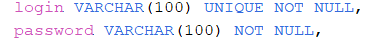 login VARCHAR(100) UNIQUE NOT NULL,
password VARCHAR(100) NOT NULL,